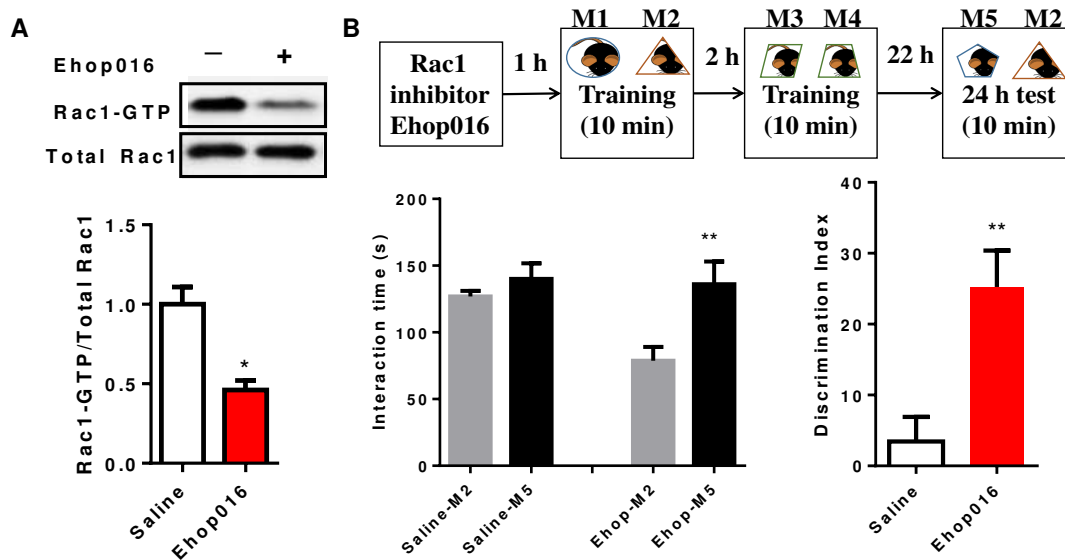 A
Ehop016
— +
Rac1-GTP
Total Rac1
Rac1-GTP/Total Rac1
1.5
1.0
0.5
0.0
*
Saline
Ehop016
B
Rac1
inhibitor
Ehop016
1 h
M1 M2
Training
(10 min)
2 h
M3 M4
Training
(10 min)
22 h
M5 M2
24 h test
(10 min)
Interaction time (s)
200
150
100
50
0
**
Saline-M2
Saline-M5
Ehop-M2
Ehop-M5
Discrimination Index
40
30
20
10
0
**
Saline
Ehop016